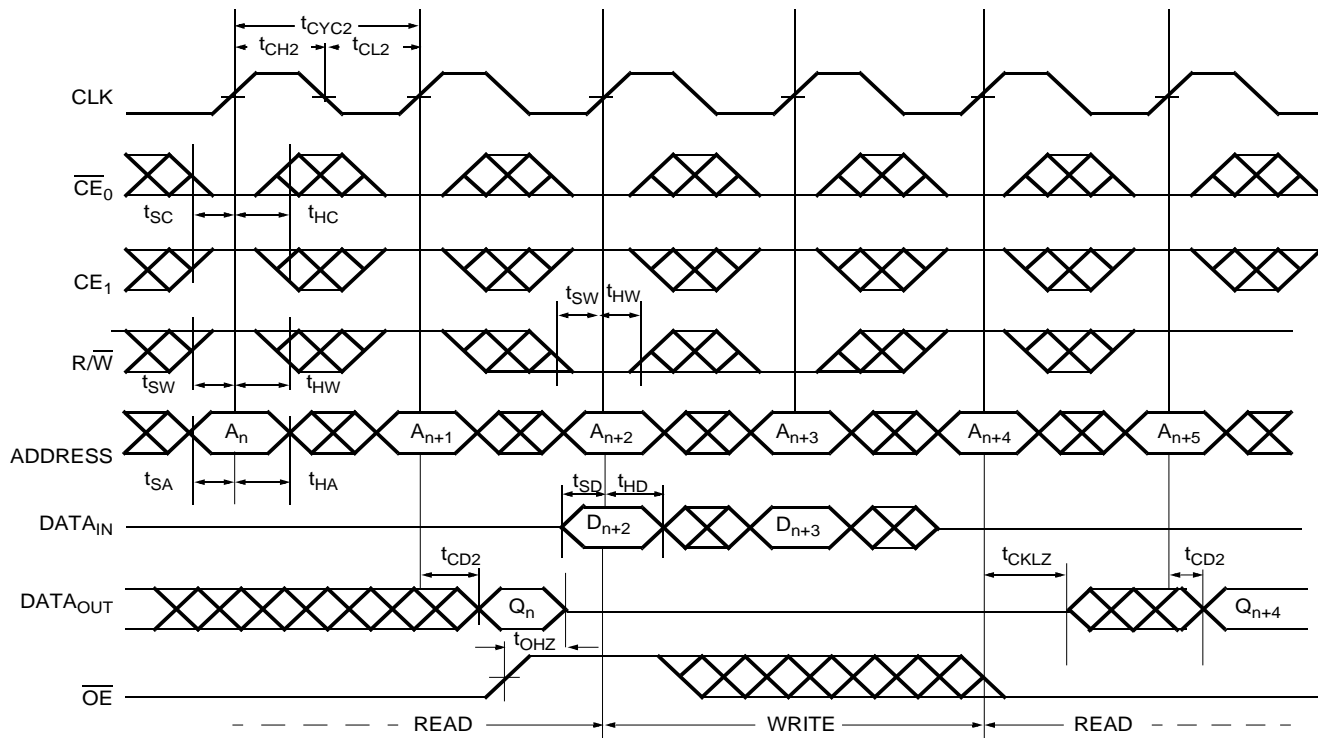 tCYC2
tCH2 tCL2
CLK
CE0
tSC tHC
CE1
tSW tHW
R/W
tSW tHW
An An+1 An+2 An+3 An+4 An+5
ADDRESS
tSA tHA
tSD tHD
DATAIN
Dn+2 Dn+3
tCD2 tCKLZ tCD2
DATAOUT
Qn Qn+4
tOHZ
OE
READ WRITE READ